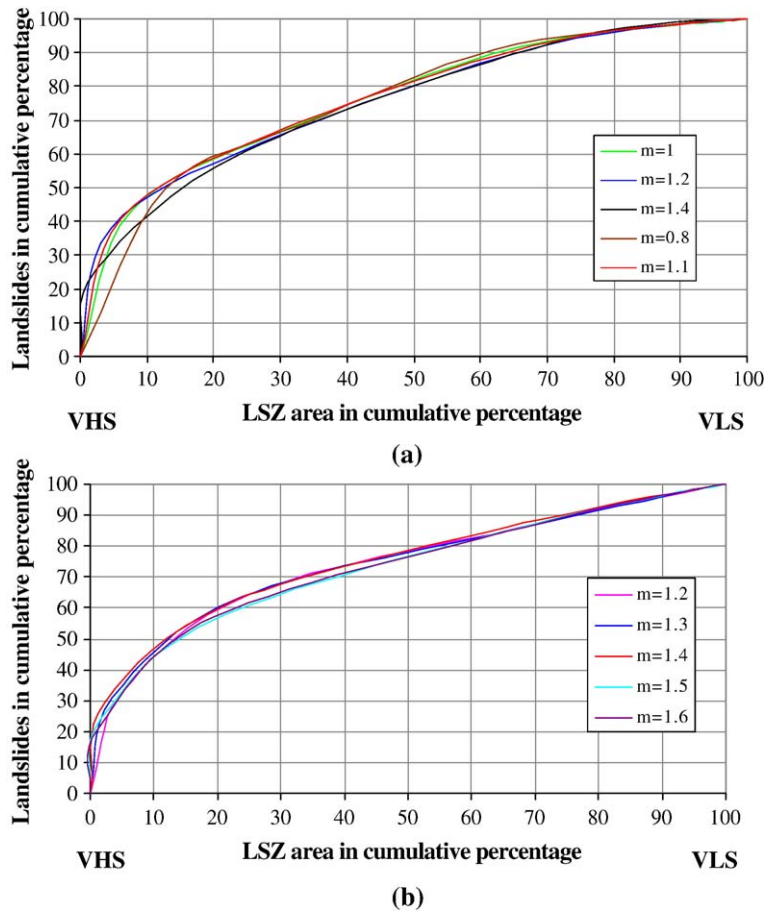 Landslides in cumulative percentage
100
90
80
70
60
50
40
30
20
10
0
m=1
m=1.2
m=1.4
m=0.8
m=1.1
0 10 20 30 40 50 60 70 80 90 100
VHS LSZ area in cumulative percentage VLS
(a)
Landslides in cumulative percentage
100
90
80
70
60
50
40
30
20
10
0
m=1.2
m=1.3
m=1.4
m=1.5
m=1.6
0 10 20 30 40 50 60 70 80 90 100
VHS LSZ area in cumulative percentage VLS
(b)